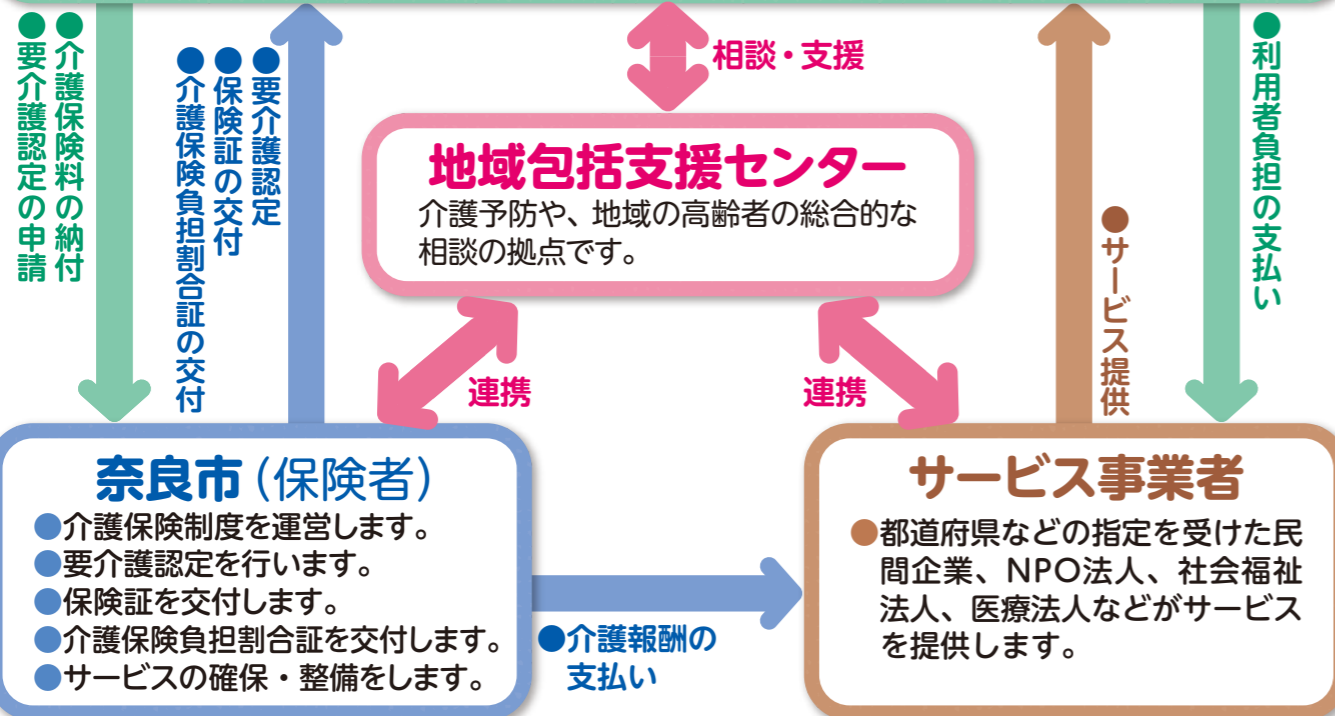 ●介護保険料の納付
●要介護認定の申請
●要介護認定
●保険証の交付
●介護保険負担割合証の交付
相談・支援
●サービス提供
●利用者負担の支払い
地域包括支援センター
介護予防や、地域の高齢者の総合的な
相談の拠点です。
連携
連携
奈良市(保険者)
●介護保険制度を運営します。
●要介護認定を行います。
●保険証を交付します。
●介護保険負担割合証を交付します。
●サービスの確保・整備をします。
●介護報酬の
支払い
サービス事業者
●都道府県などの指定を受けた民
間企業、NPO法人、社会福祉
法人、医療法人などがサービス
を提供します。